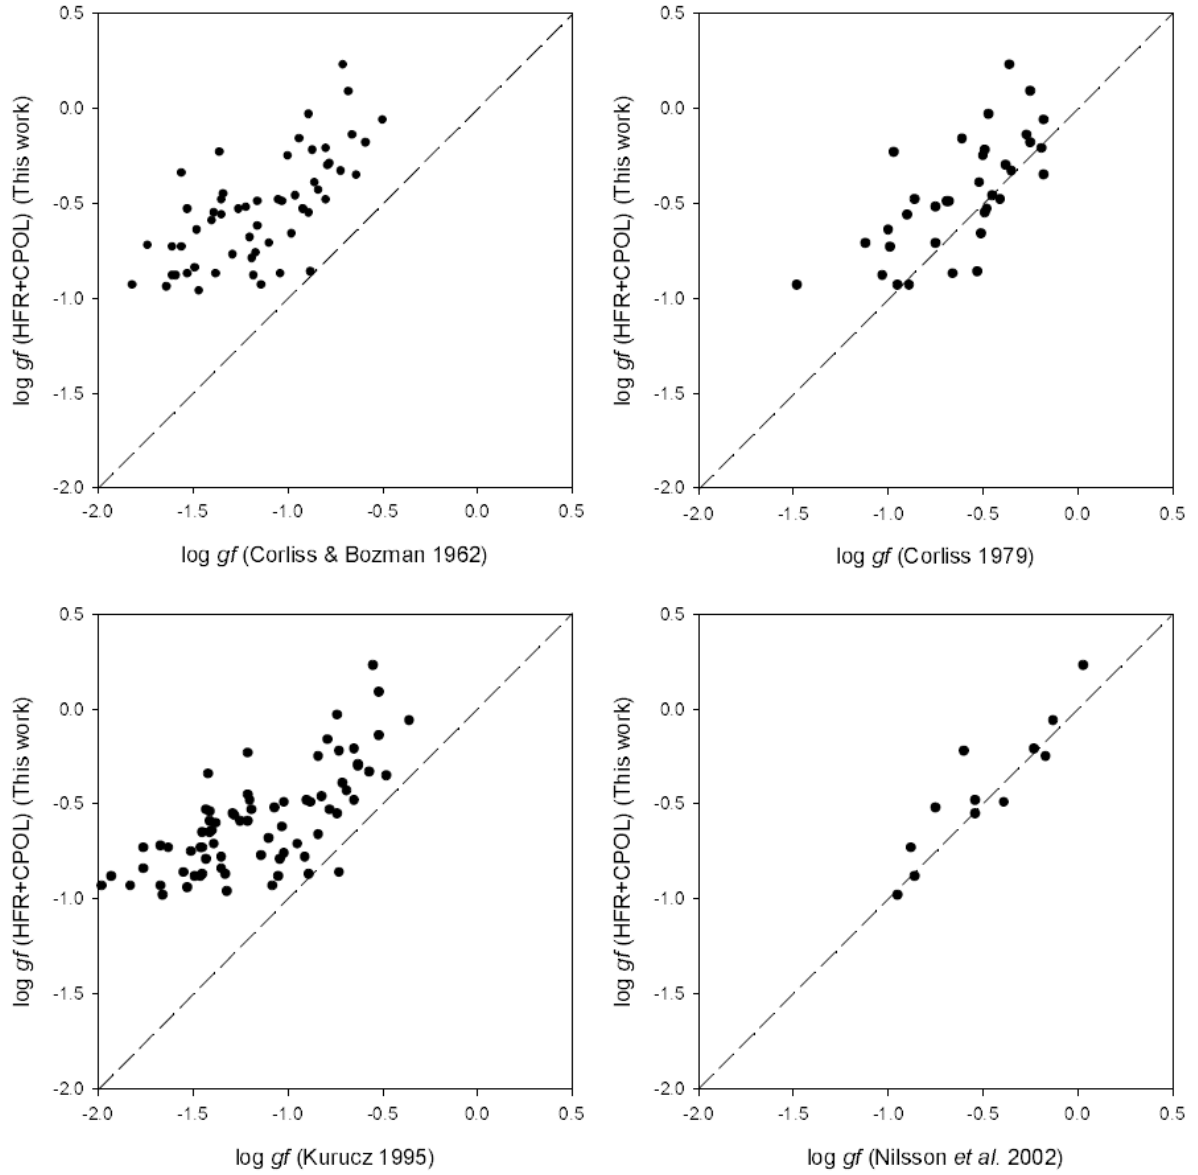 0.5
0.0
-0.5
-1.0
-1.5
-2.0
log gf (HFR+CPOL) (This work)
-2.0 -1.5 -1.0 -0.5 0.0 0.5
log gf (Corliss & Bozman 1962)
0.5
0.0
-0.5
-1.0
-1.5
-2.0
log gf (HFR+CPOL) (This work)
-2.0 -1.5 -1.0 -0.5 0.0 0.5
log gf (Corliss 1979)
0.5
0.0
-0.5
-1.0
-1.5
-2.0
log gf (HFR+CPOL) (This work)
-2.0 -1.5 -1.0 -0.5 0.0 0.5
log gf (Kurucz 1995)
0.5
0.0
-0.5
-1.0
-1.5
-2.0
log gf (HFR+CPOL) (This work)
-2.0 -1.5 -1.0 -0.5 0.0 0.5
log gf (Nilsson et al. 2002)